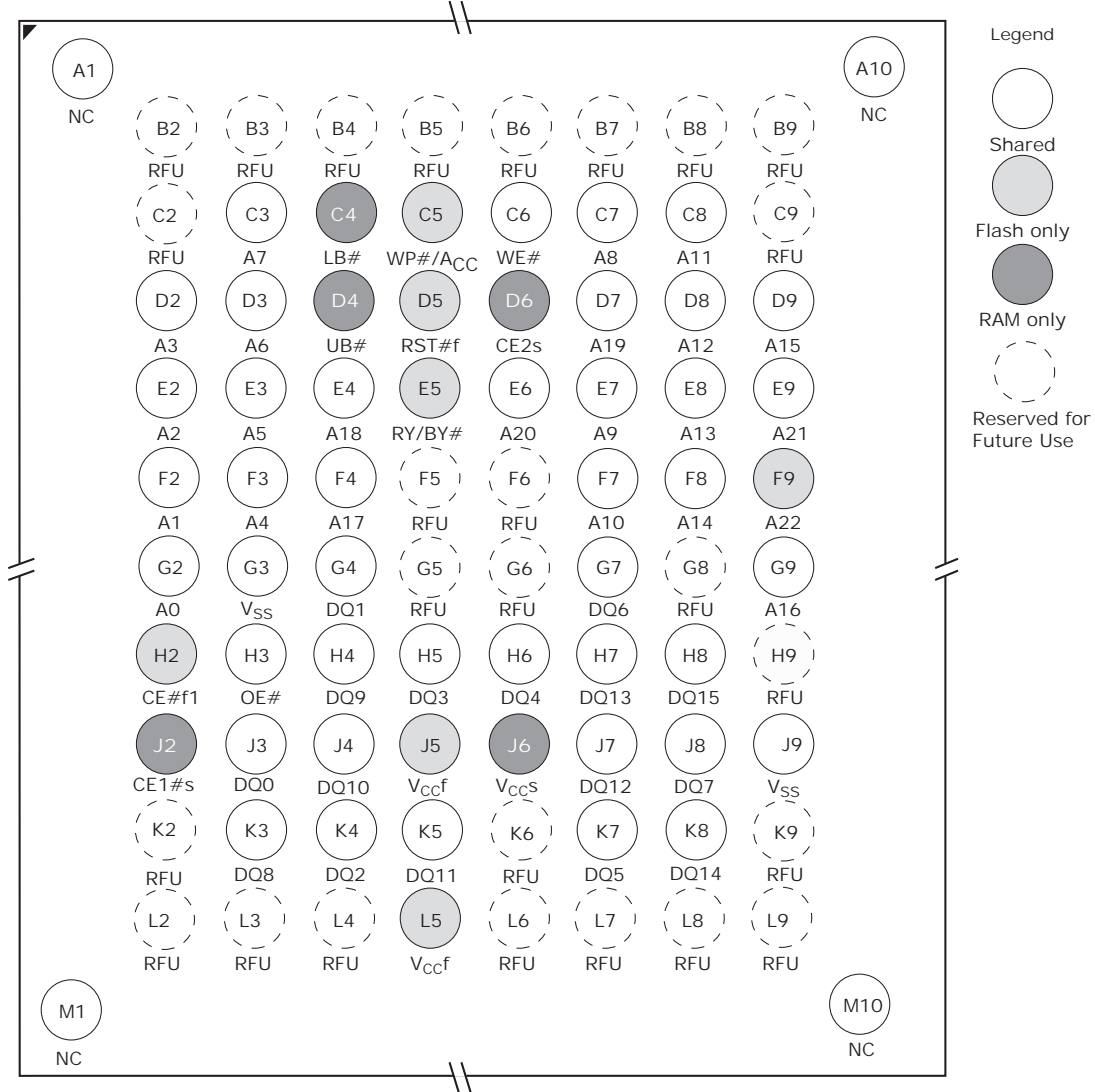 Legend
A1 A10
NC NC
B2 B3 B4 B5 B6 B7 B8 B9
RFU RFU RFU RFU RFU RFU RFU RFU
Shared
C2 C3 C4 C5 C6 C7 C8 C9
RFU A7 LB# WP#/ACC WE# A8 A11 RFU
Flash only
D2 D3 D4 D5 D6 D7 D8 D9
A3 A6 UB# RST#f CE2s A19 A12 A15
RAM only
E2 E3 E4 E5 E6 E7 E8 E9
A2 A5 A18 RY/BY# A20 A9 A13 A21
Reserved for
Future Use
F2 F3 F4 F5 F6 F7 F8 F9
A1 A4 A17 RFU RFU A10 A14 A22
G2 G3 G4 G5 G6 G7 G8 G9
A0 VSS DQ1 RFU RFU DQ6 RFU A16
H2 H3 H4 H5 H6 H7 H8 H9
CE#f1 OE# DQ9 DQ3 DQ4 DQ13 DQ15 RFU
J2 J3 J4 J5 J6 J7 J8 J9
CE1#s DQ0 DQ10 VCCf VCCs DQ12 DQ7 VSS
K2 K3 K4 K5 K6 K7 K8 K9
RFU DQ8 DQ2 DQ11 RFU DQ5 DQ14 RFU
L2 L3 L4 L5 L6 L7 L8 L9
RFU RFU RFU VCCf RFU RFU RFU RFU
M1 M10
NC NC